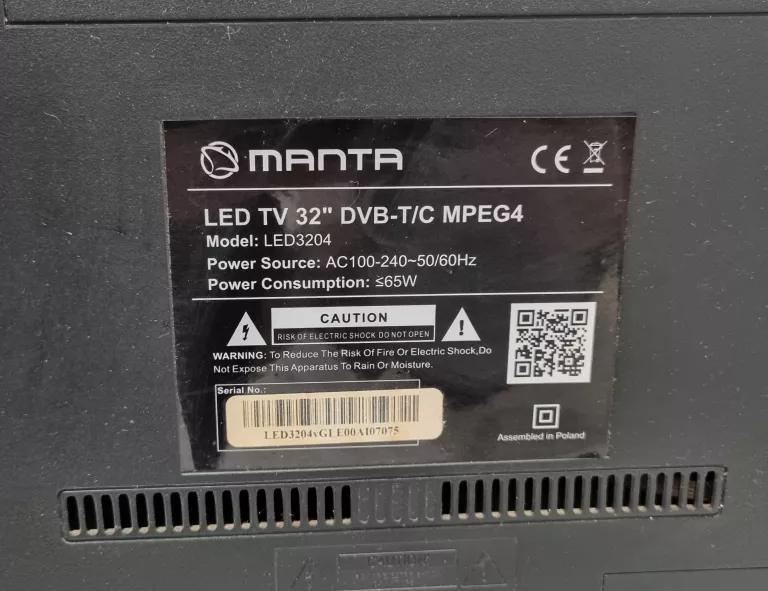 MANTA
CE
LED TV 32" DVB-T/C MPEG4
Model: LED3204
Power Source: AC100-240~50/60Hz
Power Consumption: ≤65W
CAUTION
RISK OF ELECTRIC SHOCK DO NOT OPEN
WARNING: To Reduce The Risk Of Fire Or Electric Shock,Do
Not Expose This Apparatus To Rain Or Moisture.
Serial No.:
LED3204vGLE00AI07075
Assembled in Poland
CAUTION